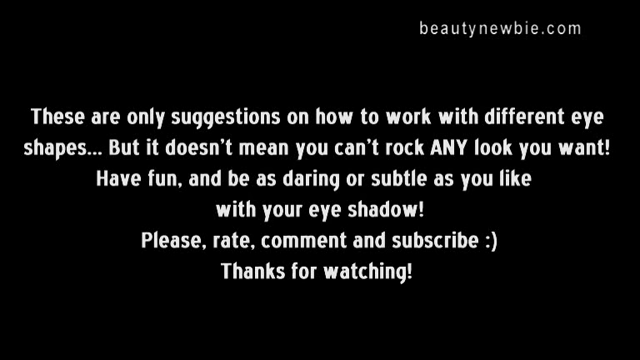 beautynewbie.com
These are only suggestions on how to work with different eye
shapes... But it doesn't mean you can't rock ANY look you want!
Have fun, and be as daring or subtle as you like
with your eye shadow!
Please, rate, comment and subscribe :)
Thanks for watching!